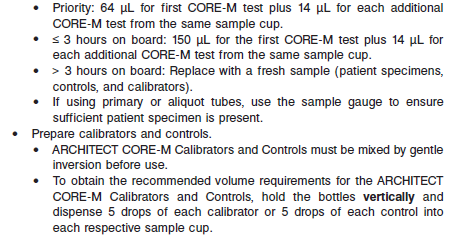 • Priority: 64 µL for first CORE-M test plus 14 µL for each additional
CORE-M test from the same sample cup.
• ≤ 3 hours on board: 150 µL for the first CORE-M test plus 14 µL for
each additional CORE-M test from the same sample cup.
• > 3 hours on board: Replace with a fresh sample (patient specimens,
controls, and calibrators).
• If using primary or aliquot tubes, use the sample gauge to ensure
sufficient patient specimen is present.
• Prepare calibrators and controls.
• ARCHITECT CORE-M Calibrators and Controls must be mixed by gentle
inversion before use.
• To obtain the recommended volume requirements for the ARCHITECT
CORE-M Calibrators and Controls, hold the bottles vertically and
dispense 5 drops of each calibrator or 5 drops of each control into
each respective sample cup.